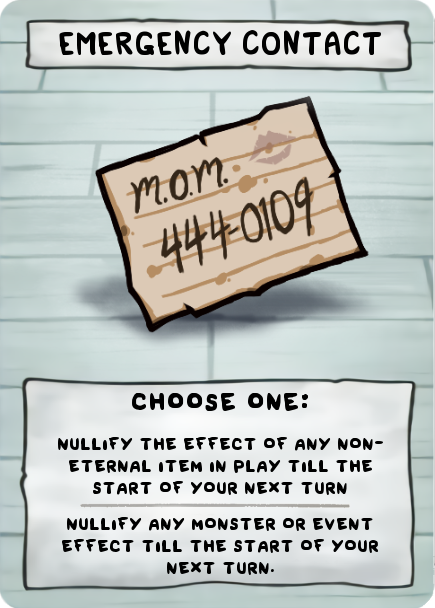 EMERGENCY CONTACT
M.O.M.
444-0109
CHOOSE ONE:
NULLIFY THE EFFECT OF ANY NON-
ETERNAL ITEM IN PLAY TILL THE
START OF YOUR NEXT TURN
NULLIFY ANY MONSTER OR EVENT
EFFECT TILL THE START OF YOUR
NEXT TURN.